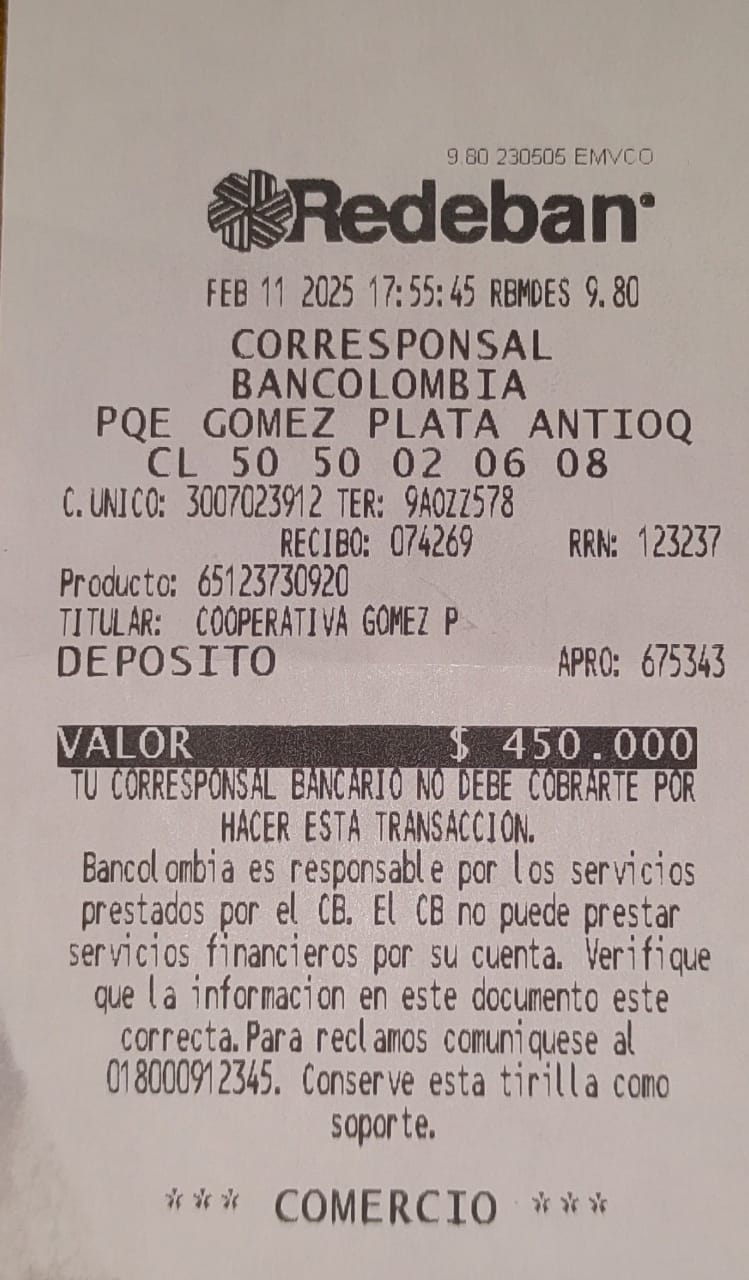 9.80 230505 EMVCO
Redeban
FEB 11 2025 17:55:45 RBMDES 9.80
CORRESPONSAL
BANCOLOMBIA
PQE GOMEZ PLATA ANTIOQ
CL 50 50 02 06 08
C. UNICO: 3007023912 TER: 9AOZZ578
RECIBO: 074269 RRN: 123237
Producto: 65123730920
TITULAR: COOPERATIVA GOMEZ P
DEPOSITO APRO: 675343
VALOR $ 450.000
TU CORRESPONSAL BANCARIO NO DEBE COBRARTE POR
HACER ESTA TRANSACCION.
Bancolombia es responsable por los servicios
prestados por el CB. El CB no puede prestar
servicios financieros por su cuenta. Verifique
que la informacion en este documento este
correcta. Para reclamos comuniquese al
018000912345. Conserve esta tirilla como
soporte.
*** COMERCIO ***